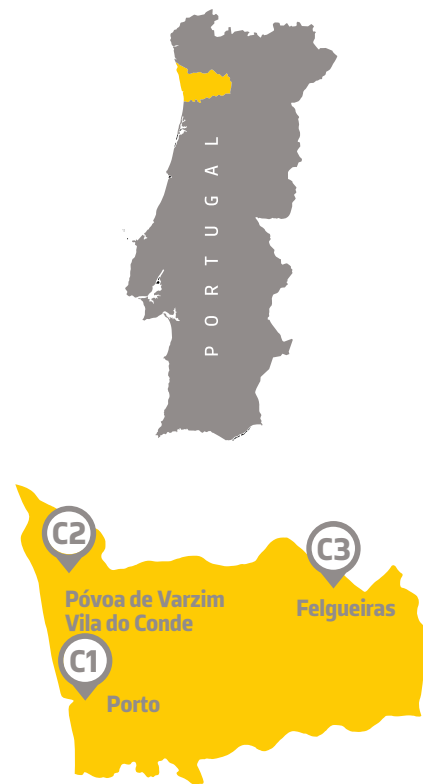 PORTUGAL
C2
C3
Póvoa de Varzim
Vila do Conde
Felgueiras
C1
Porto